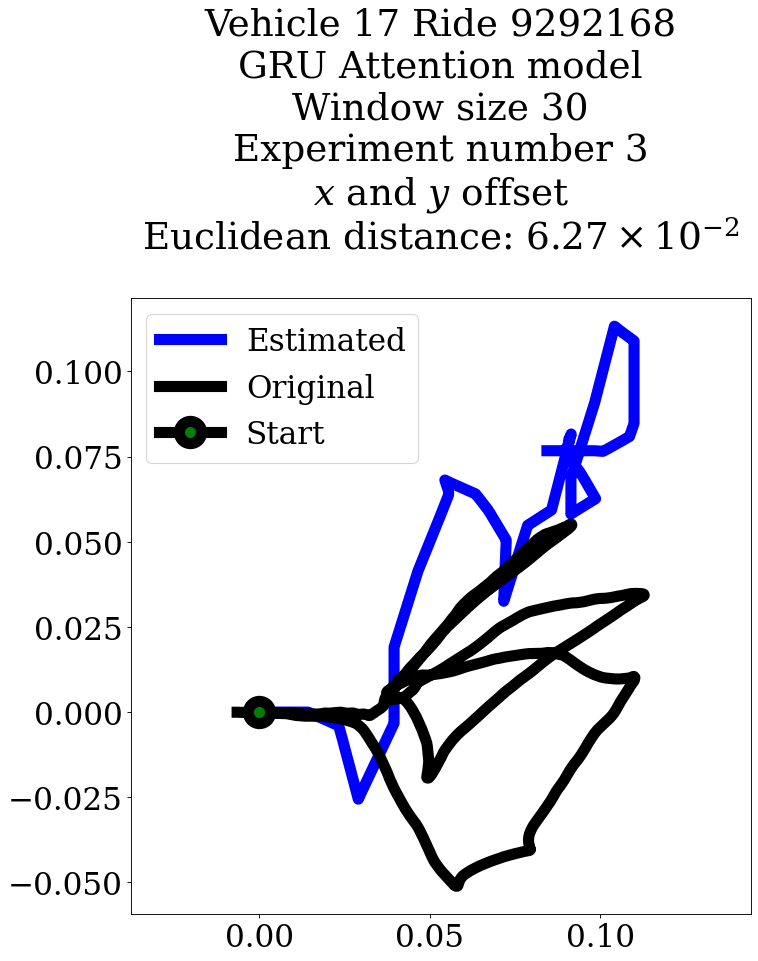 Vehicle 17 Ride 9292168
GRU Attention model
Window size 30
Experiment number 3
x and y offset
Euclidean distance: 6.27 × 10⁻²
Estimated
Original
Start
0.100
0.075
0.050
0.025
0.000
−0.025
−0.050
0.00 0.05 0.10